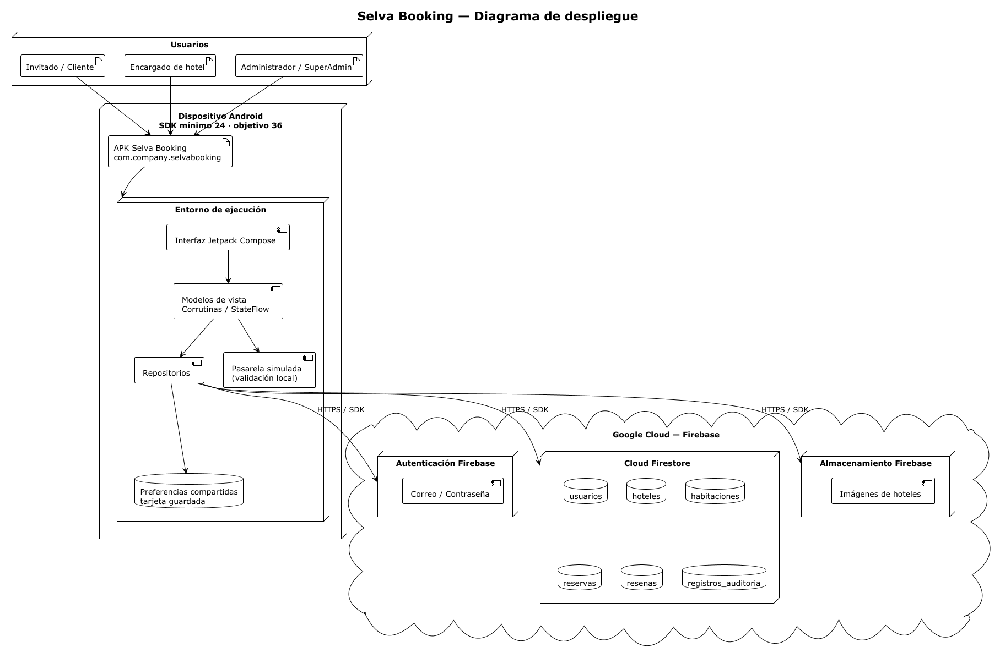 Selva Booking — Diagrama de despliegue
Usuarios
Invitado / Cliente
Encargado de hotel
Administrador / SuperAdmin
Dispositivo Android
SDK mínimo 24 · objetivo 36
APK Selva Booking
com.company.selvabooking
Entorno de ejecución
Interfaz Jetpack Compose
Modelos de vista
Corrutinas / StateFlow
Repositorios
Pasarela simulada
(validación local)
HTTPS / SDK
HTTPS / SDK
HTTPS / SDK
Preferencias compartidas
tarjeta guardada
Google Cloud — Firebase
Autenticación Firebase
Correo / Contraseña
Cloud Firestore
usuarios
hoteles
habitaciones
reservas
resenas
registros_auditoria
Almacenamiento Firebase
Imágenes de hoteles